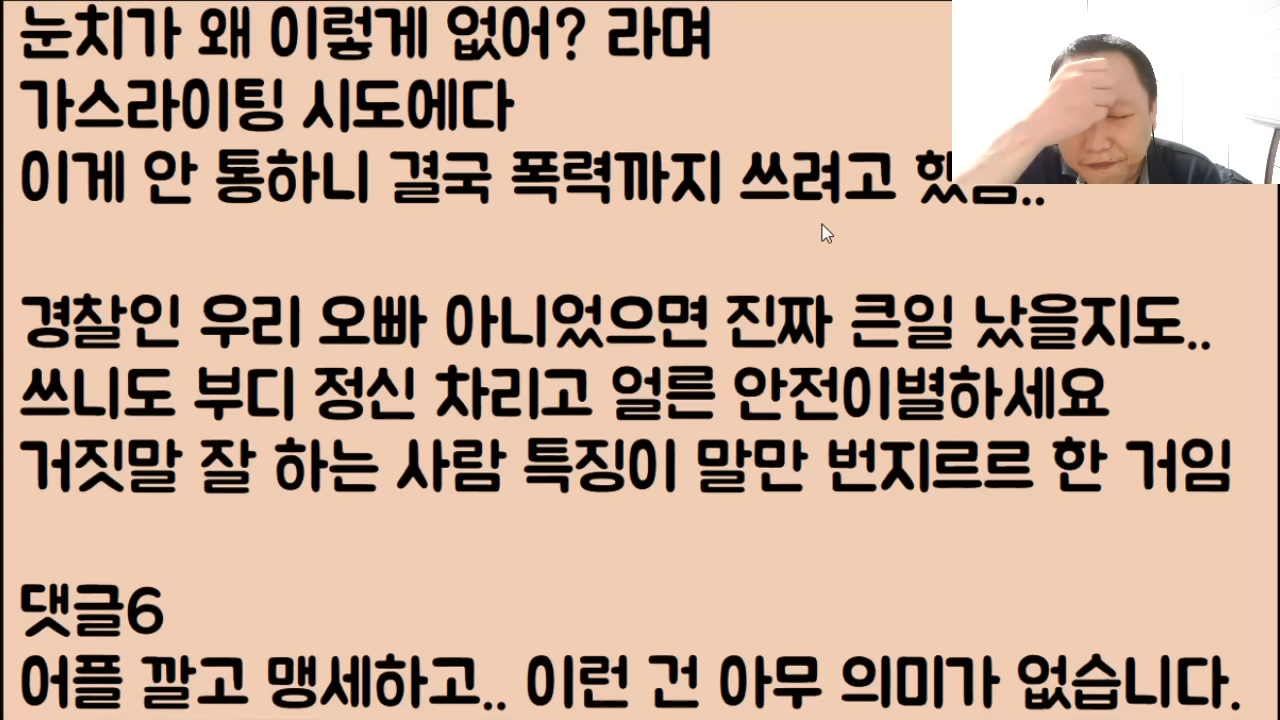 눈치가 왜 이렇게 없어? 라며
가스라이팅 시도에다
이게 안 통하니 결국 폭력까지 쓰려고 했음..
경찰인 우리 오빠 아니었으면 진짜 큰일 났을지도..
쓰니도 부디 정신 차리고 얼른 안전이별하세요
거짓말 잘 하는 사람 특징이 말만 번지르르 한 거임
댓글6
어플 깔고 맹세하고.. 이런 건 아무 의미가 없습니다.